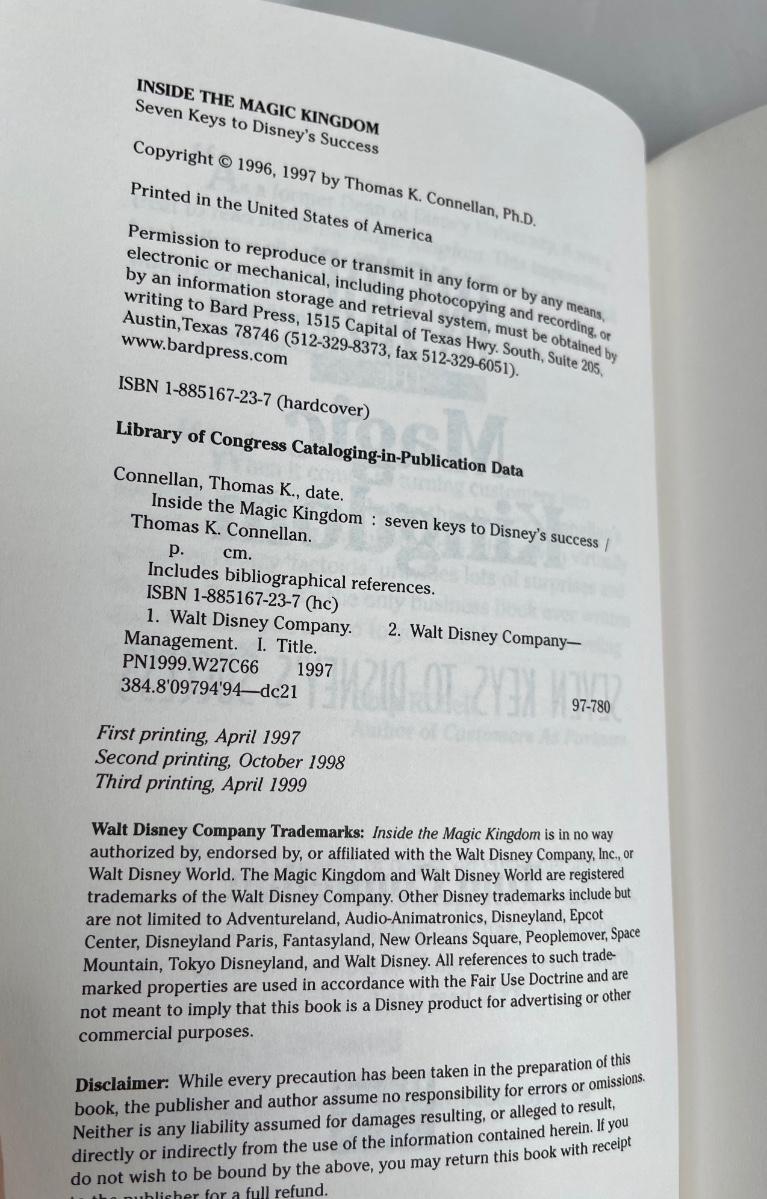 INSIDE THE MAGIC KINGDOM
Seven Keys to Disney's Success
Copyright © 1996, 1997 by Thomas K. Connellan, Ph.D.
Printed in the United States of America
Permission to reproduce or transmit in any form or by any means,
electronic or mechanical, including photocopying and recording, or
by an information storage and retrieval system, must be obtained by
writing to Bard Press, 1515 Capital of Texas Hwy. South, Suite 205,
Austin, Texas 78746 (512-329-8373, fax 512-329-6051).
www.bardpress.com
ISBN 1-885167-23-7 (hardcover)
Library of Congress Cataloging-in-Publication Data
Connellan, Thomas K., date.
Inside the Magic Kingdom : seven keys to Disney's success /
Thomas K. Connellan.
p. cm.
Includes bibliographical references.
ISBN 1-885167-23-7 (hc)
1. Walt Disney Company. 2. Walt Disney Company—
Management. I. Title.
PN1999.W27C66 1997
384.8'09794'94—dc21
97-780
First printing, April 1997
Second printing, October 1998
Third printing, April 1999
Walt Disney Company Trademarks: Inside the Magic Kingdom is in no way
authorized by, endorsed by, or affiliated with the Walt Disney Company, Inc., or
Walt Disney World. The Magic Kingdom and Walt Disney World are registered
trademarks of the Walt Disney Company. Other Disney trademarks include but
are not limited to Adventureland, Audio-Animatronics, Disneyland, Epcot
Center, Disneyland Paris, Fantasyland, New Orleans Square, Peoplemover, Space
Mountain, Tokyo Disneyland, and Walt Disney. All references to such trade-
marked properties are used in accordance with the Fair Use Doctrine and are
not meant to imply that this book is a Disney product for advertising or other
commercial purposes.
Disclaimer: While every precaution has been taken in the preparation of this
book, the publisher and author assume no responsibility for errors or omissions.
Neither is any liability assumed for damages resulting, or alleged to result,
directly or indirectly from the use of the information contained herein. If you
do not wish to be bound by the above, you may return this book with receipt
to the publisher for a full refund.